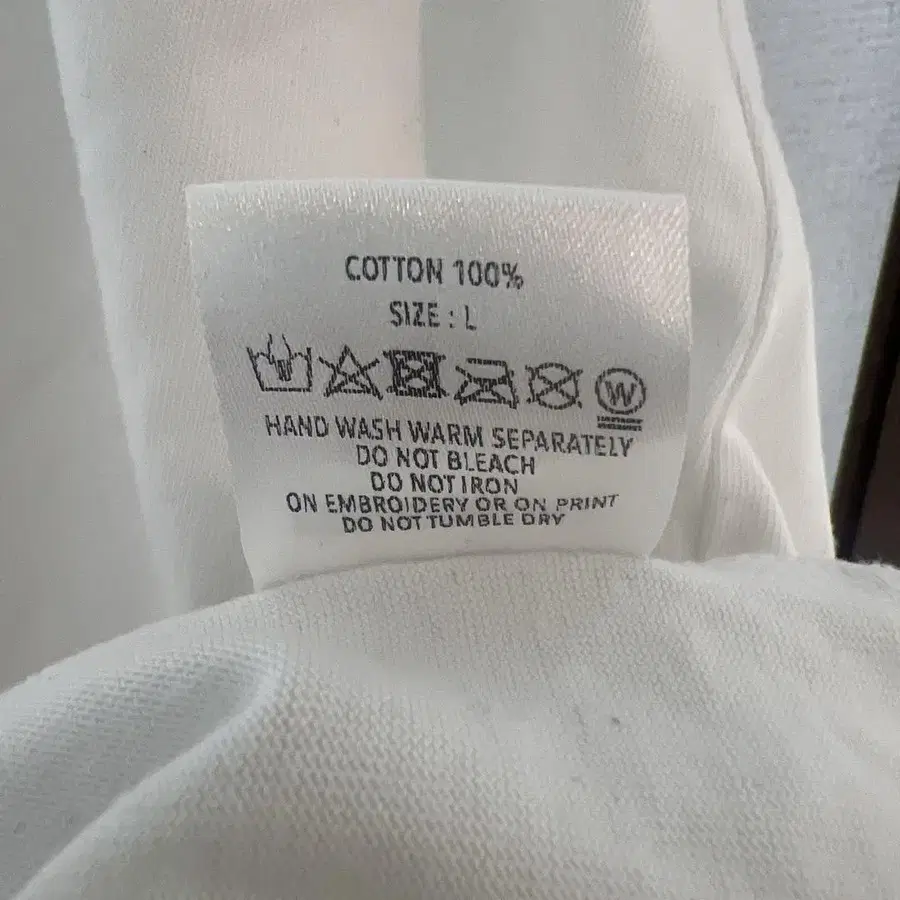 COTTON 100%
SIZE : L
W
HAND WASH WARM SEPARATELY
DO NOT BLEACH
DO NOT IRON
ON EMBROIDERY OR ON PRINT
DO NOT TUMBLE DRY